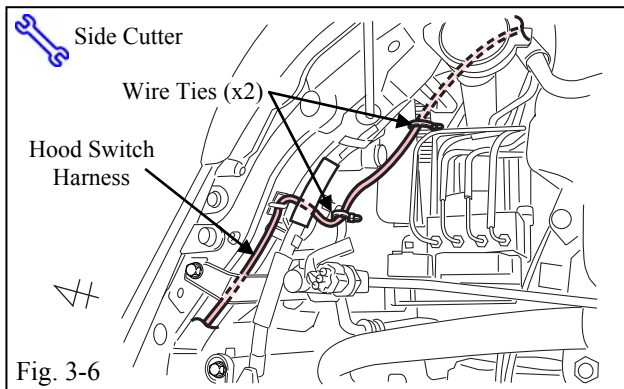 Side Cutter
Wire Ties (x2)
Hood Switch
Harness
Fig. 3-6